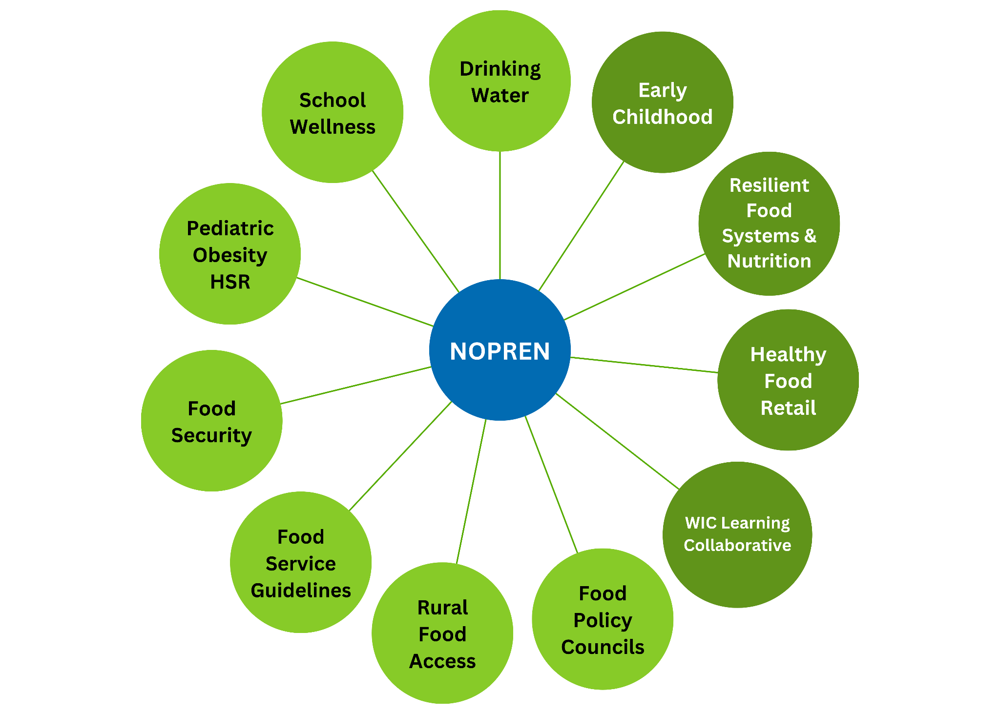 Drinking
Water
Early
Childhood
Resilient
Food
Systems &
Nutrition
Healthy
Food
Retail
WIC Learning
Collaborative
Food
Policy
Councils
Rural
Food
Access
Food
Service
Guidelines
Food
Security
Pediatric
Obesity
HSR
School
Wellness
NOPREN